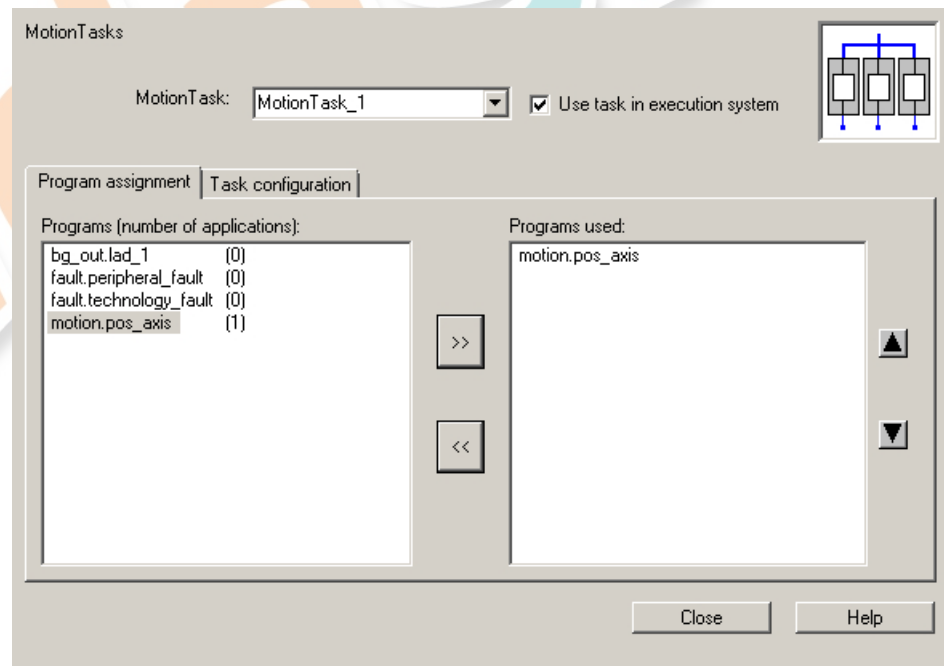 MotionTasks
MotionTask: MotionTask_1 Use task in execution system
Program assignment Task configuration
Programs (number of applications): Programs used:
bg_out.lad_1 (0) motion.pos_axis
fault.peripheral_fault (0)
fault.technology_fault (0)
motion.pos_axis (1)
>>
<<
Close Help